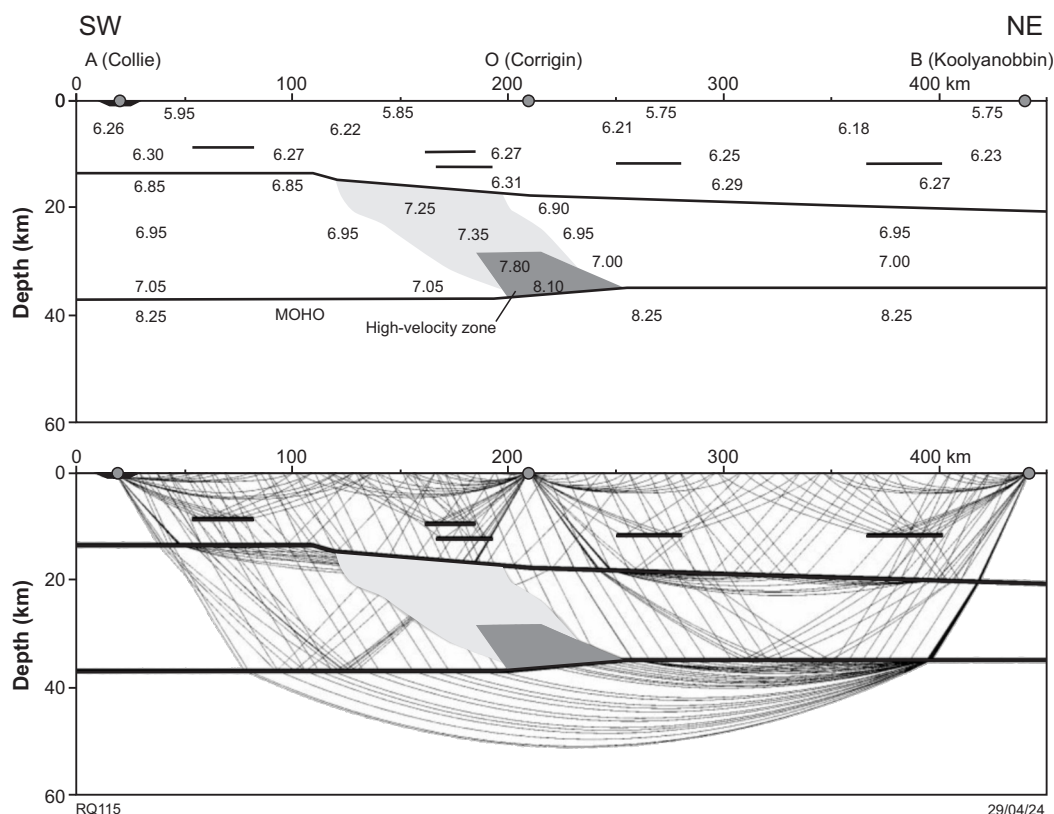 SW NE
A (Collie) O (Corrigin) B (Koolyanobbin)
0 100 200 300 400 km
0
5.95 5.85 5.75 5.75
6.26 6.22 6.21 6.18
6.30 6.27 6.27 6.25 6.23
6.85 6.85 6.31 6.29 6.27
20
7.25 6.90
6.95 6.95 7.35 6.95 6.95
7.00 7.00
7.80
7.05 7.05 8.10
40
8.25 MOHO 8.25 8.25
High-velocity zone
60
Depth (km)
0 100 200 300 400 km
0
20
40
60
Depth (km)
RQ115 29/04/24